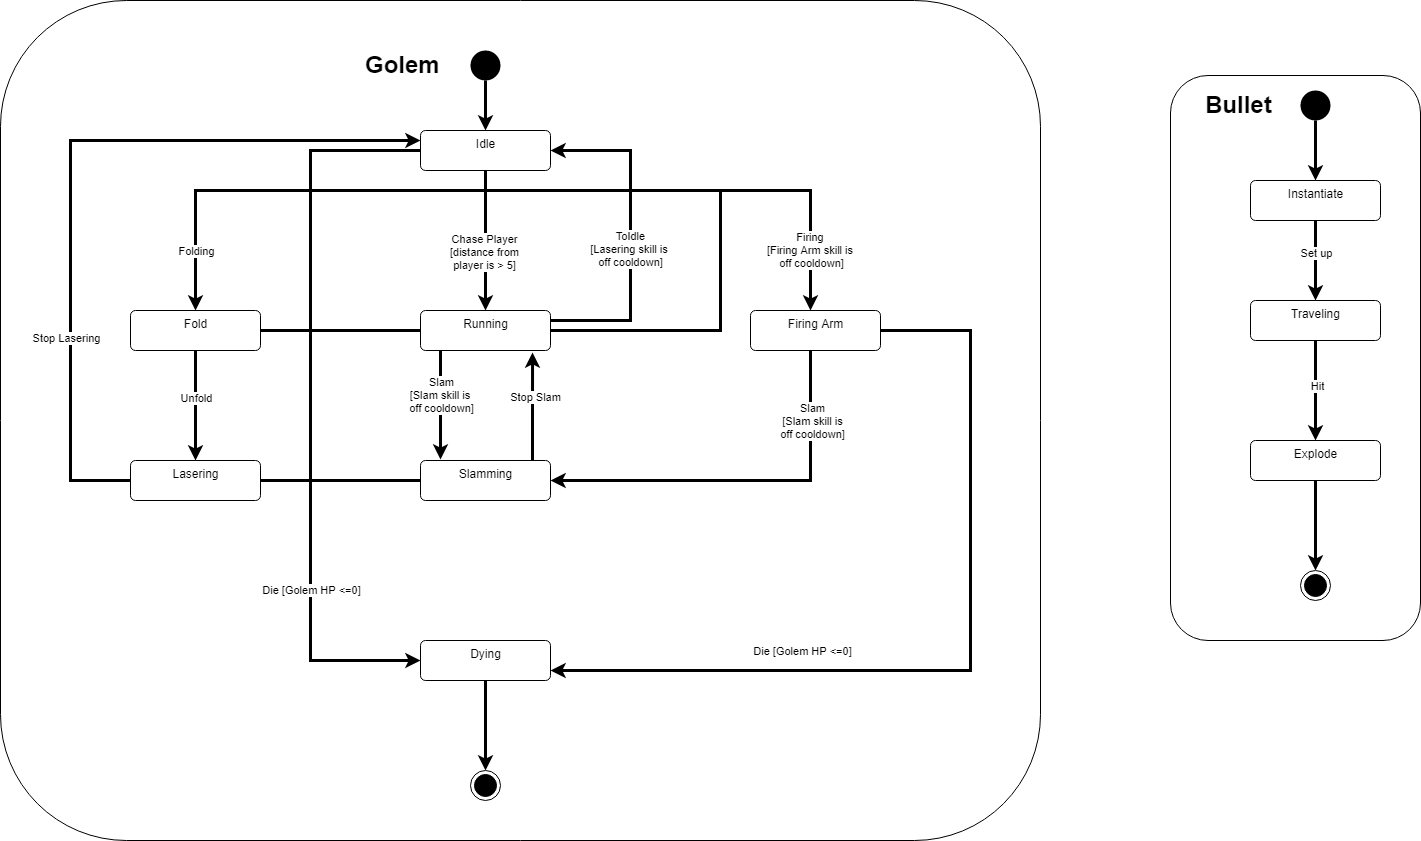 Golem
Bullet
Idle
Instantiate
Folding
Chase Player
[distance from
player is > 5]
ToIdle
[Lasering skill is
off cooldown]
Firing
[Firing Arm skill is
off cooldown]
Set up
Fold
Running
Firing Arm
Traveling
Stop Lasering
Unfold
Slam
[Slam skill is
off cooldown]
Stop Slam
Slam
[Slam skill is
off cooldown]
Hit
Lasering
Slamming
Explode
Die [Golem HP <=0]
Dying
Die [Golem HP <=0]